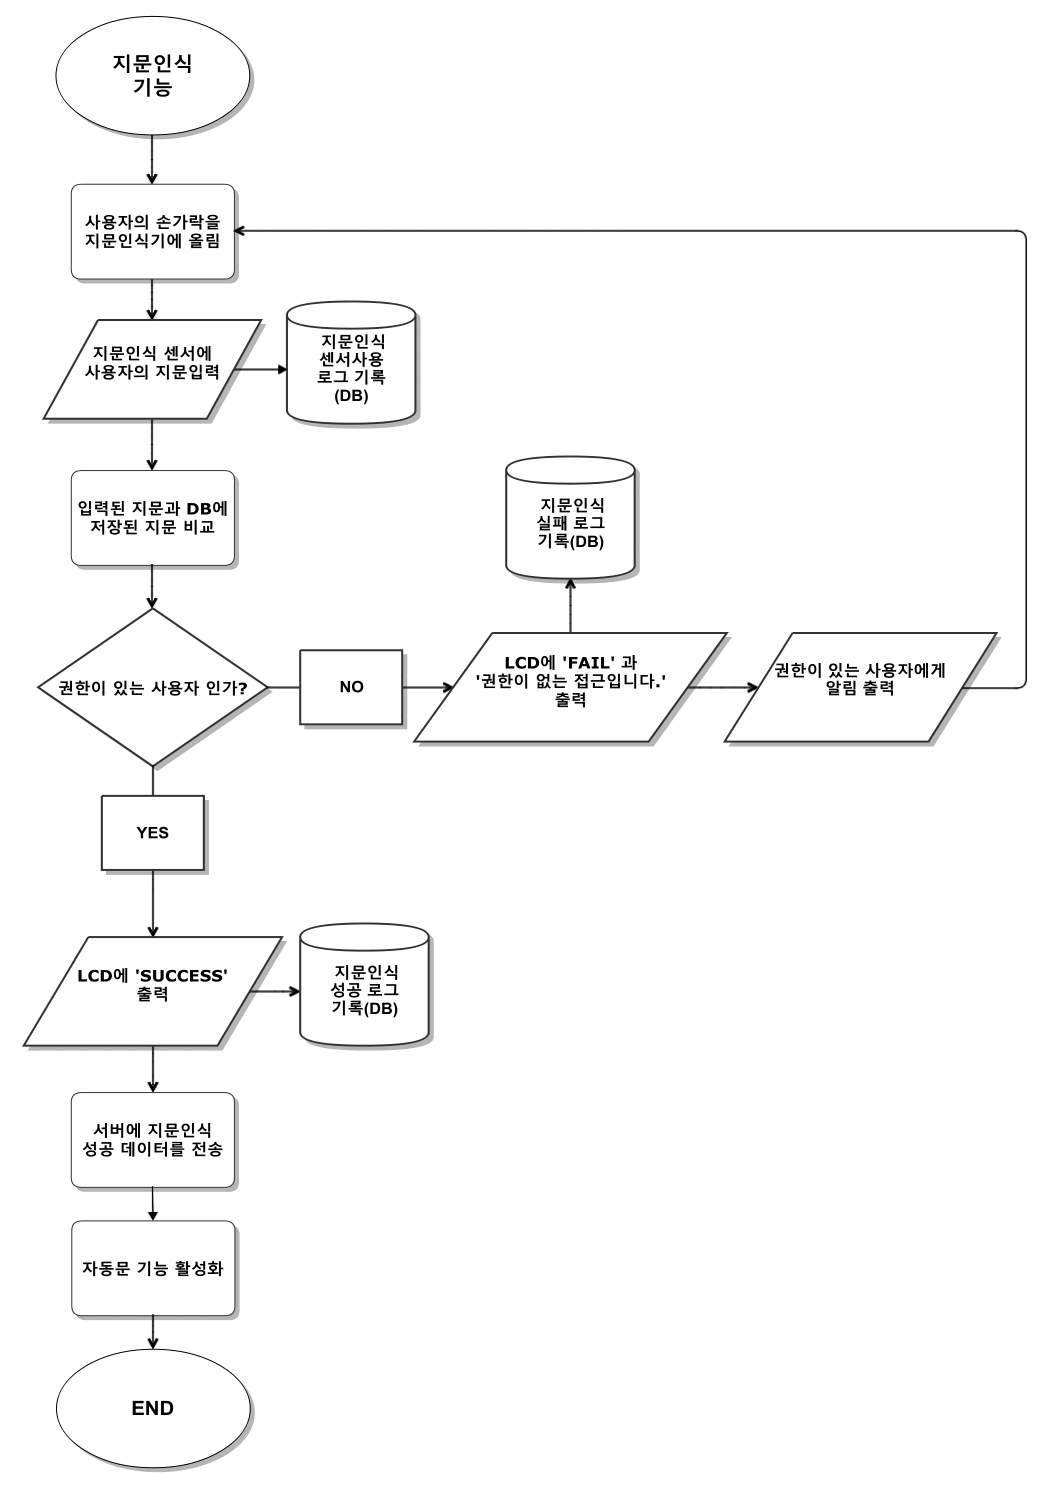 지문인식
기능
사용자의 손가락을
지문인식기에 올림
지문인식 센서에
사용자의 지문입력
지문인식
센서사용
로그 기록
(DB)
입력된 지문과 DB에
저장된 지문 비교
지문인식
실패 로그
기록(DB)
권한이 있는 사용자 인가?
NO
LCD에 'FAIL' 과
'권한이 없는 접근입니다.'
출력
권한이 있는 사용자에게
알림 출력
YES
LCD에 'SUCCESS'
출력
지문인식
성공 로그
기록(DB)
서버에 지문인식
성공 데이터를 전송
자동문 기능 활성화
END